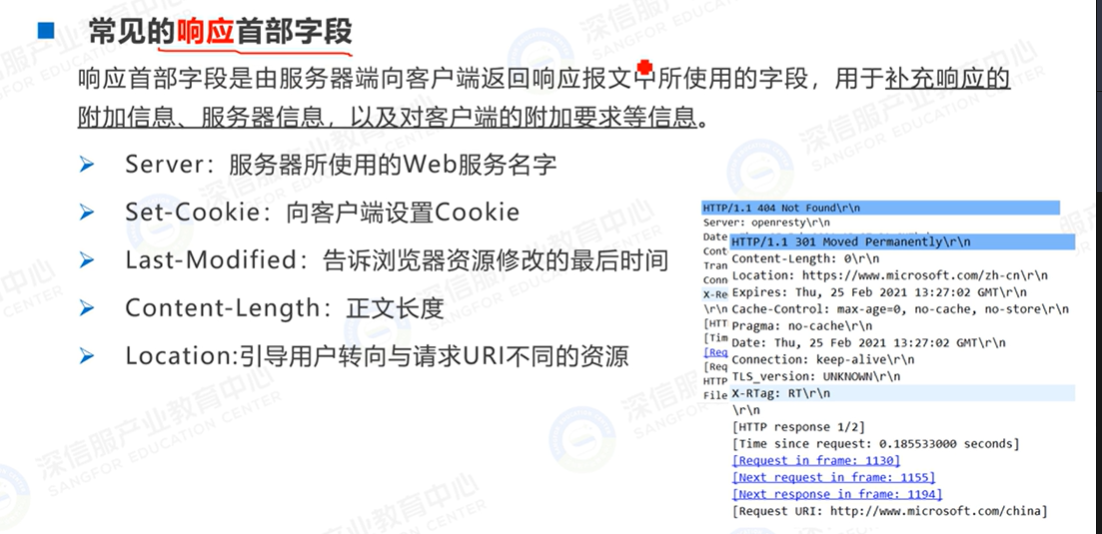 常见的响应首部字段
响应首部字段是由服务器端向客户端返回响应报文中所使用的字段，用于补充响应的
附加信息、服务器信息，以及对客户端的附加要求等信息。
Server：服务器所使用的Web服务名字
Set-Cookie：向客户端设置Cookie
Last-Modified：告诉浏览器资源修改的最后时间
Content-Length：正文长度
Location:引导用户转向与请求URI不同的资源
HTTP/1.1 404 Not Found\r\n
Server: openresty\r\n
Date
Cont
Tran
Conn
X-Re
\r\n
[HTT
[Tim
[Req
[Req
HTTP
File
HTTP/1.1 301 Moved Permanently\r\n
Content-Length: 0\r\n
Location: https://www.microsoft.com/zh-cn\r\n
Expires: Thu, 25 Feb 2021 13:27:02 GMT\r\n
Cache-Control: max-age=0, no-cache, no-store\r\n
Pragma: no-cache\r\n
Date: Thu, 25 Feb 2021 13:27:02 GMT\r\n
Connection: keep-alive\r\n
TLS_version: UNKNOWN\r\n
X-RTag: RT\r\n
\r\n
[HTTP response 1/2]
[Time since request: 0.185533000 seconds]
[Request in frame: 1130]
[Next request in frame: 1155]
[Next response in frame: 1194]
[Request URI: http://www.microsoft.com/china]
深信服产业教育中心
SANGFOR EDUCATION CENTER